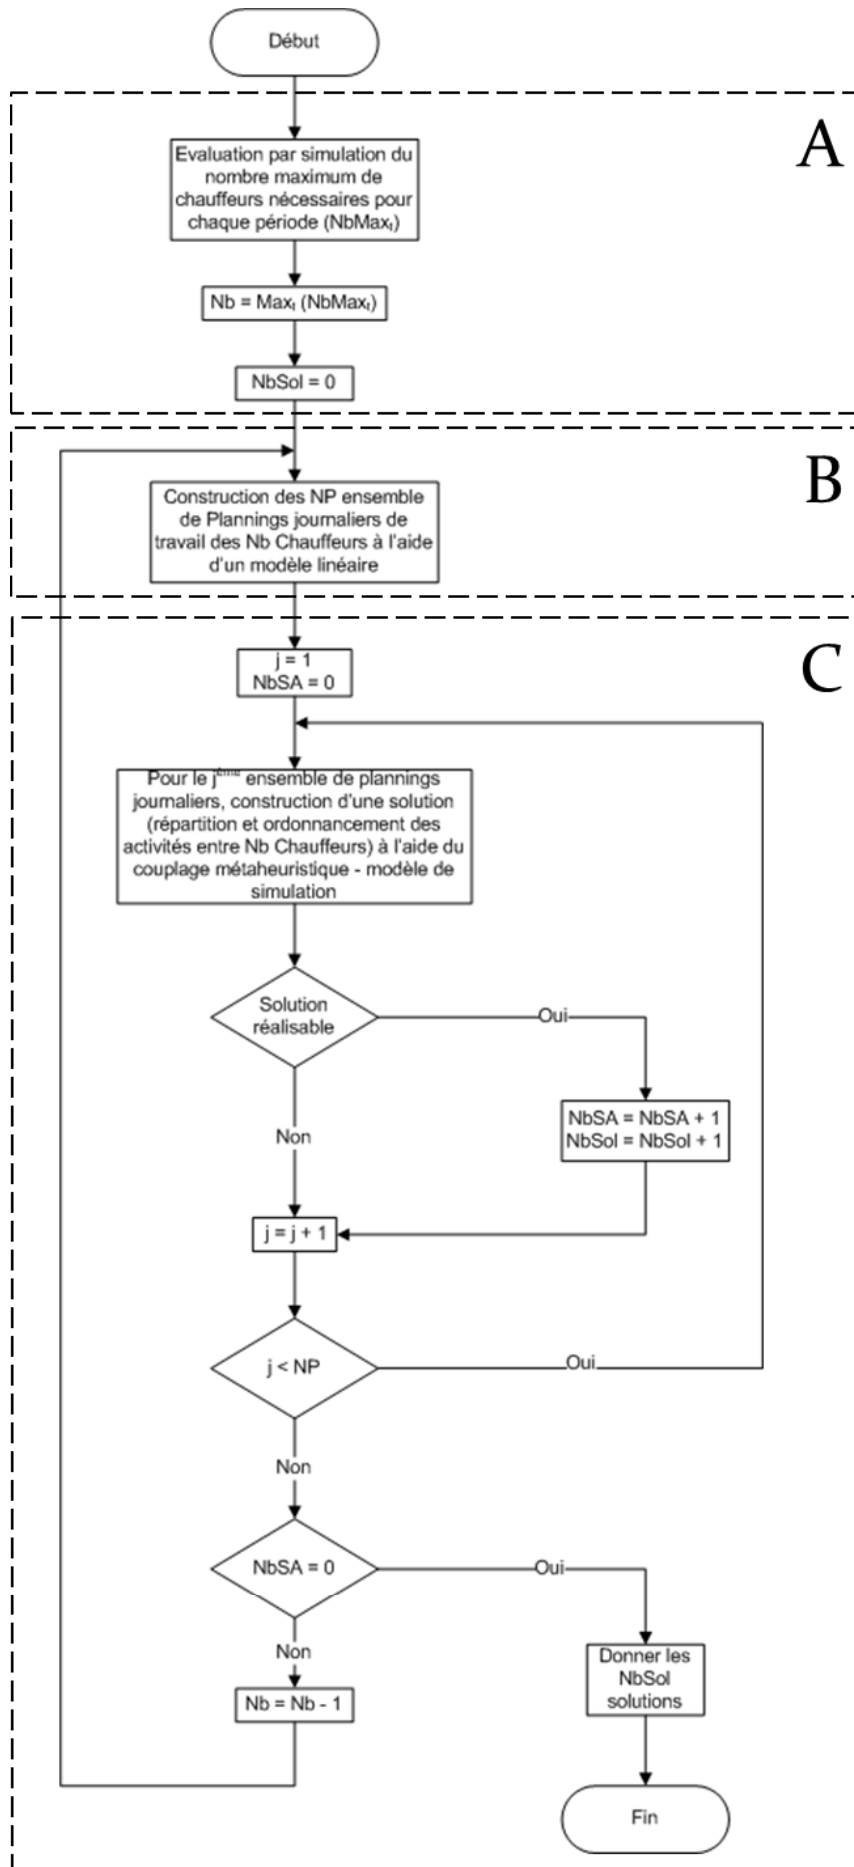 Début
A
Evaluation par simulation du
nombre maximum de
chauffeurs nécessaires pour
chaque période (NbMaxₜ)
Nb = Maxₜ (NbMaxₜ)
NbSol = 0
B
Construction des NP ensemble
de Plannings journaliers de
travail des Nb Chauffeurs à l'aide
d'un modèle linéaire
C
j = 1
NbSA = 0
Pour le jᵉᵐᵉ ensemble de plannings
journaliers, construction d'une solution
(répartition et ordonnancement des
activités entre Nb Chauffeurs) à l'aide du
couplage métaheuristique - modèle de
simulation
Solution
réalisable
Oui
NbSA = NbSA + 1
NbSol = NbSol + 1
Non
j = j + 1
j < NP
Oui
Non
NbSA = 0
Oui
Non
Donner les
NbSol
solutions
Nb = Nb - 1
Fin